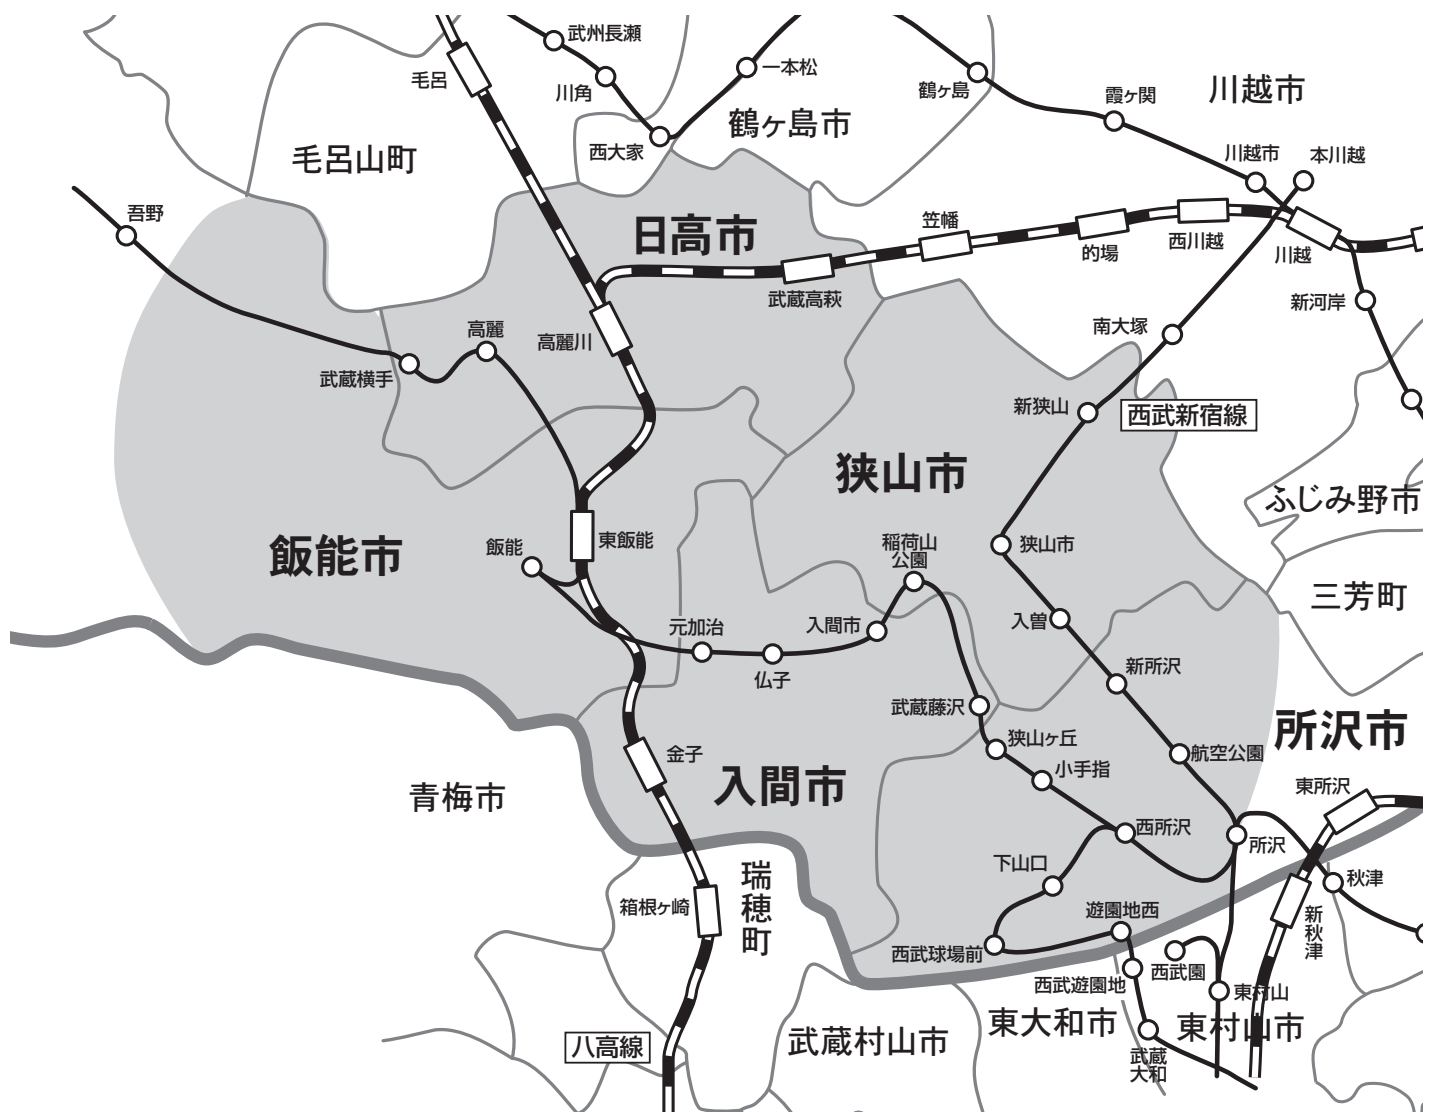 武州長瀬
毛呂
川角
一本松
鶴ヶ島
霞ヶ関
川越市
鶴ヶ島市
西大家
毛呂山町
川越市
本川越
吾野
日高市
笠幡
的場
西川越
川越
武蔵高萩
新河岸
高麗
高麗川
南大塚
武蔵横手
新狭山
西武新宿線
狭山市
ふじみ野市
飯能市
飯能
東飯能
稲荷山
公園
狭山市
三芳町
元加治
入間市
入曽
仏子
新所沢
武蔵藤沢
所沢市
狭山ヶ丘
航空公園
金子
入間市
小手指
青梅市
東所沢
西所沢
所沢
下山口
瑞穂町
秋津
箱根ヶ崎
遊園地西
新秋津
西武球場前
西武園
西武遊園地
東村山
東大和市
東村山市
武蔵村山市
八高線
武蔵
大和